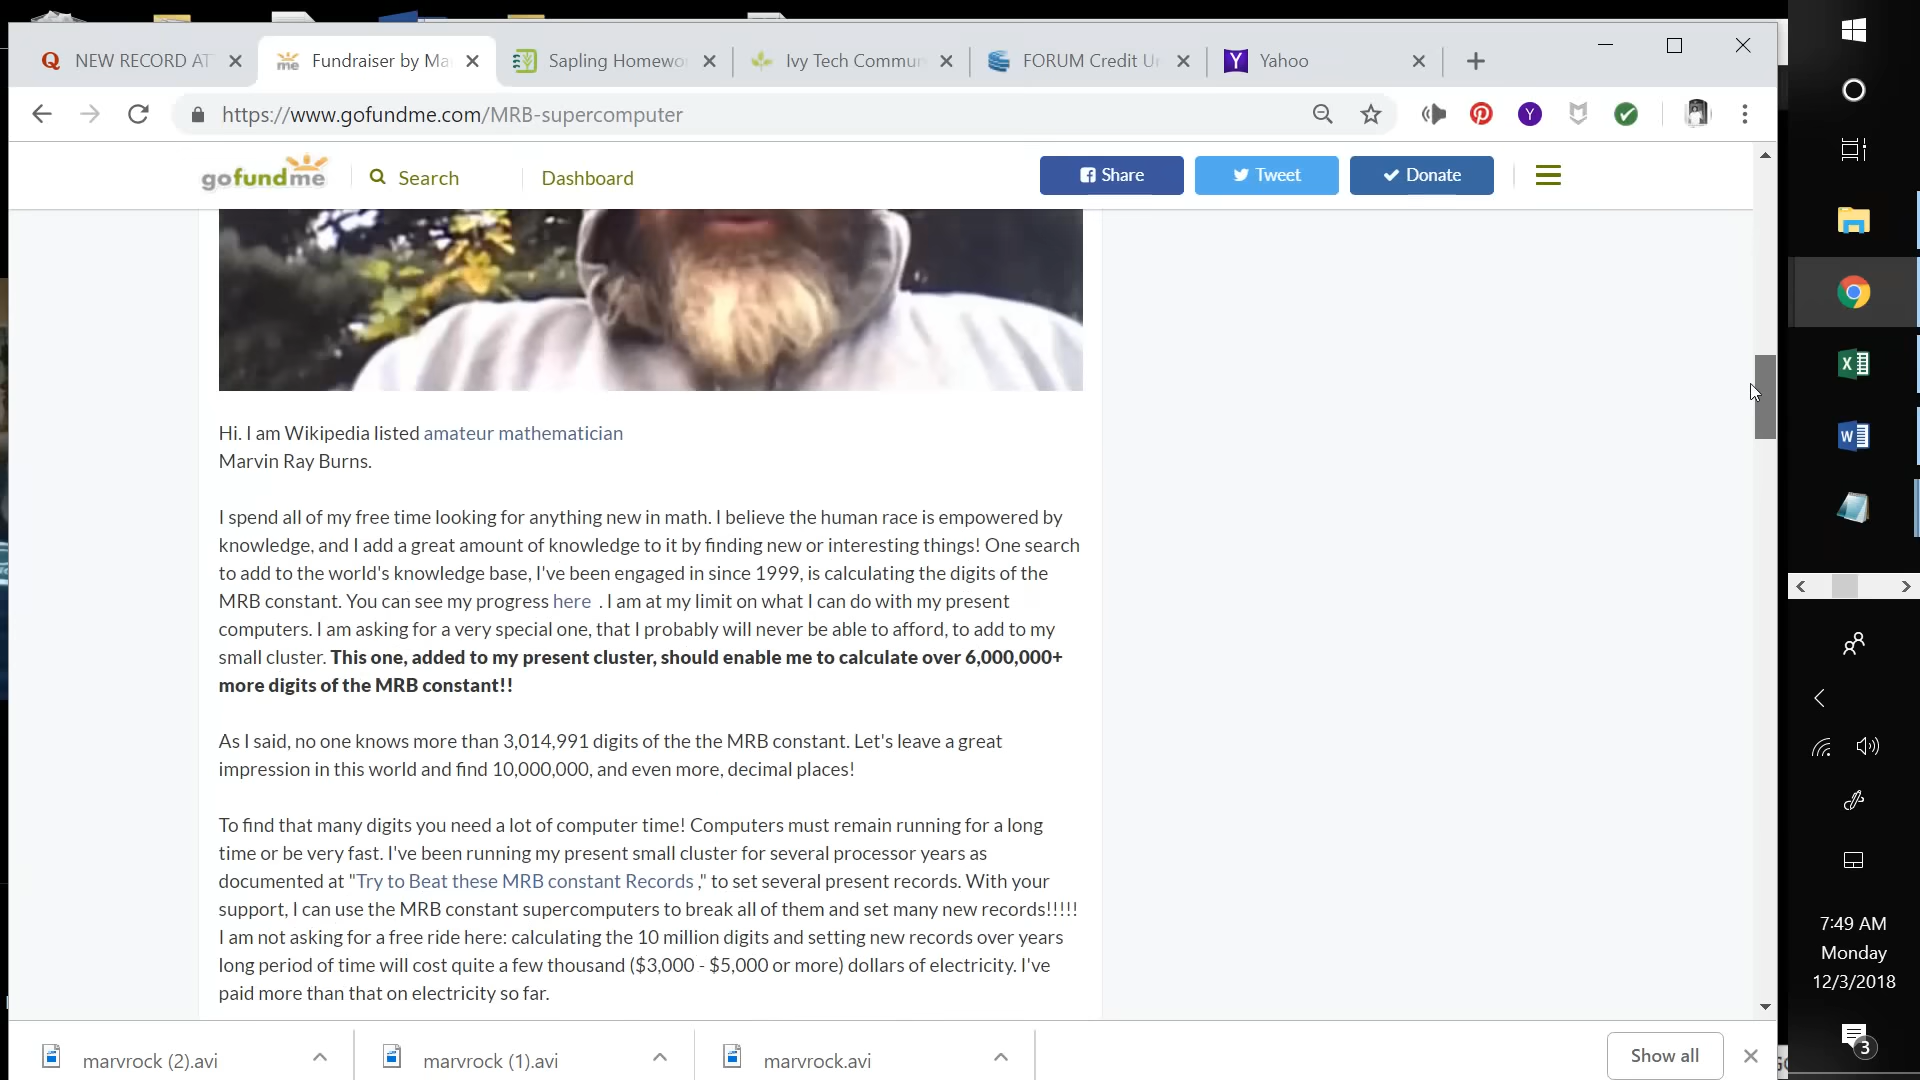 NEW RECORD AT
Fundraiser by Ma
Sapling Homewo
Ivy Tech Commun
FORUM Credit U
Yahoo
https://www.gofundme.com/MRB-supercomputer
gofundme
Search
Dashboard
Share
Tweet
Donate
Hi. I am Wikipedia listed amateur mathematician
Marvin Ray Burns.
I spend all of my free time looking for anything new in math. I believe the human race is empowered by
knowledge, and I add a great amount of knowledge to it by finding new or interesting things! One search
to add to the world's knowledge base, I've been engaged in since 1999, is calculating the digits of the
MRB constant. You can see my progress here . I am at my limit on what I can do with my present
computers. I am asking for a very special one, that I probably will never be able to afford, to add to my
small cluster. This one, added to my present cluster, should enable me to calculate over 6,000,000+
more digits of the MRB constant!!
As I said, no one knows more than 3,014,991 digits of the the MRB constant. Let's leave a great
impression in this world and find 10,000,000, and even more, decimal places!
To find that many digits you need a lot of computer time! Computers must remain running for a long
time or be very fast. I've been running my present small cluster for several processor years as
documented at "Try to Beat these MRB constant Records ," to set several present records. With your
support, I can use the MRB constant supercomputers to break all of them and set many new records!!!!!
I am not asking for a free ride here: calculating the 10 million digits and setting new records over years
long period of time will cost quite a few thousand ($3,000 - $5,000 or more) dollars of electricity. I've
paid more than that on electricity so far.
marvrock (2).avi
marvrock (1).avi
marvrock.avi
Show all
7:49 AM
Monday
12/3/2018
3